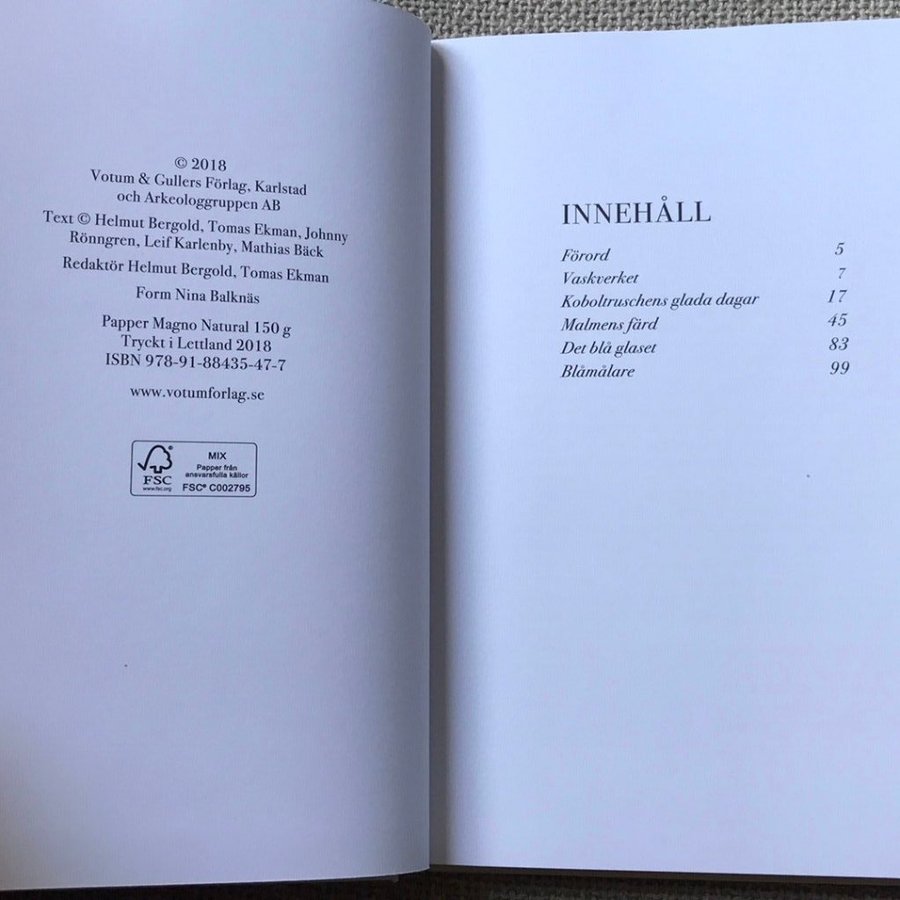 © 2018
Votum & Gullers Förlag, Karlstad
och Arkeologgruppen AB
Text © Helmut Bergold, Tomas Ekman, Johnny
Rönngren, Leif Karlenby, Mathias Bäck
Redaktör Helmut Bergold, Tomas Ekman
Form Nina Balknäs
Papper Magno Natural 150 g
Tryckt i Lettland 2018
ISBN 978-91-88435-47-7
www.votumforlag.se
FSC
www.fsc.org
MIX
Papper från
ansvarsfulla källor
FSC® C002795
INNEHÅLL
Förord 5
Vaskverket 7
Koboltruschens glada dagar 17
Malmens färd 45
Det blå glaset 83
Blåmålare 99